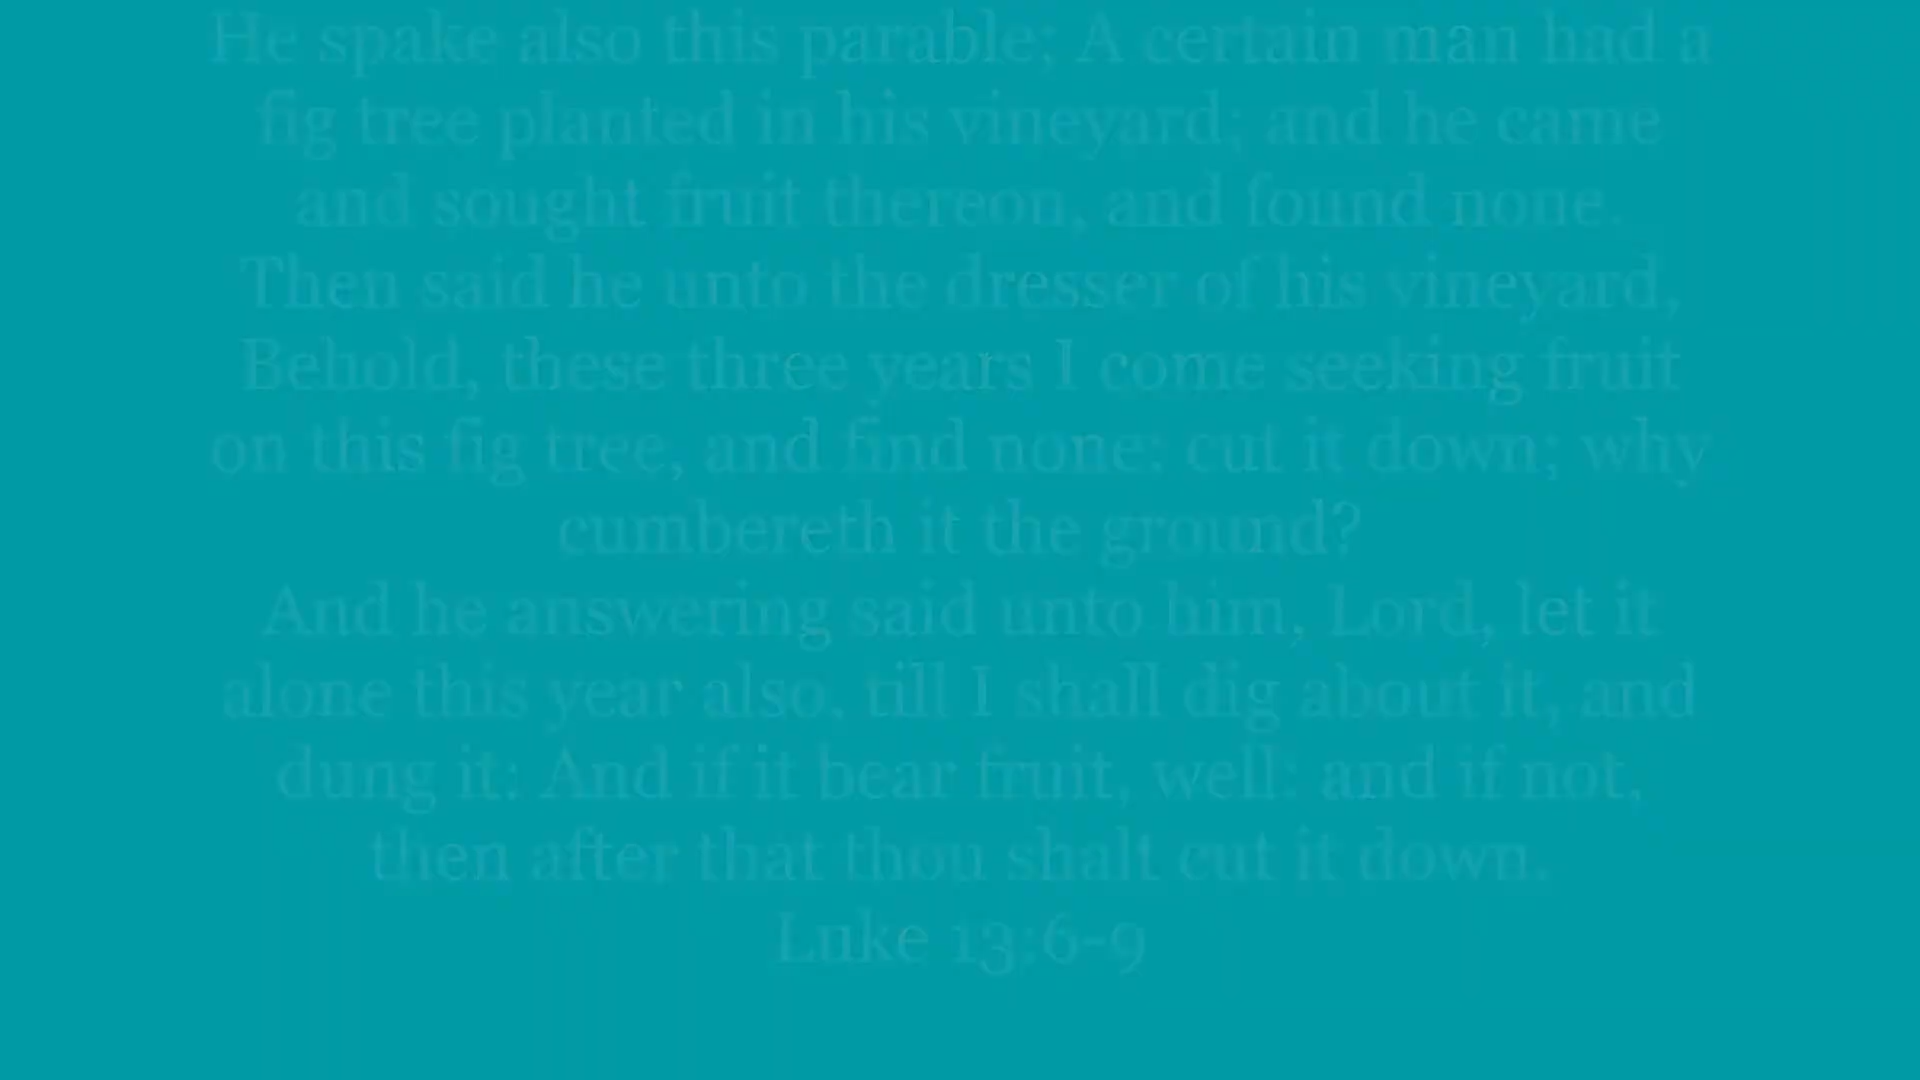 He spake also this parable; A certain man had a
fig tree planted in his vineyard; and he came
and sought fruit thereon, and found none.
Then said he unto the dresser of his vineyard,
Behold, these three years I come seeking fruit
on this fig tree, and find none: cut it down; why
cumbereth it the ground?
And he answering said unto him, Lord, let it
alone this year also, till I shall dig about it, and
dung it: And if it bear fruit, well: and if not,
then after that thou shalt cut it down.
Luke 13:6-9